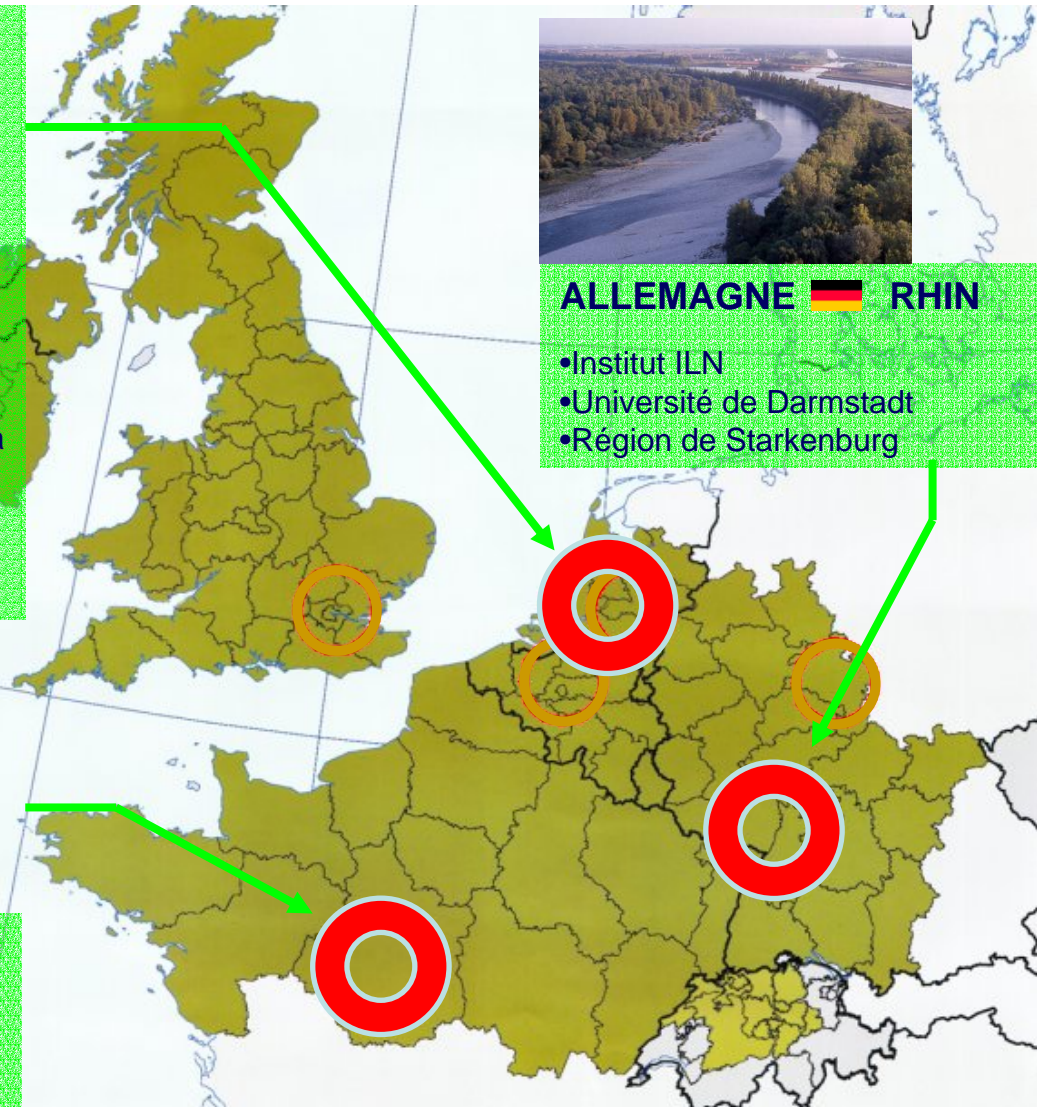 ALLEMAGNE RHIN
•Institut ILN
•Université de Darmstadt
•Région de Starkenburg